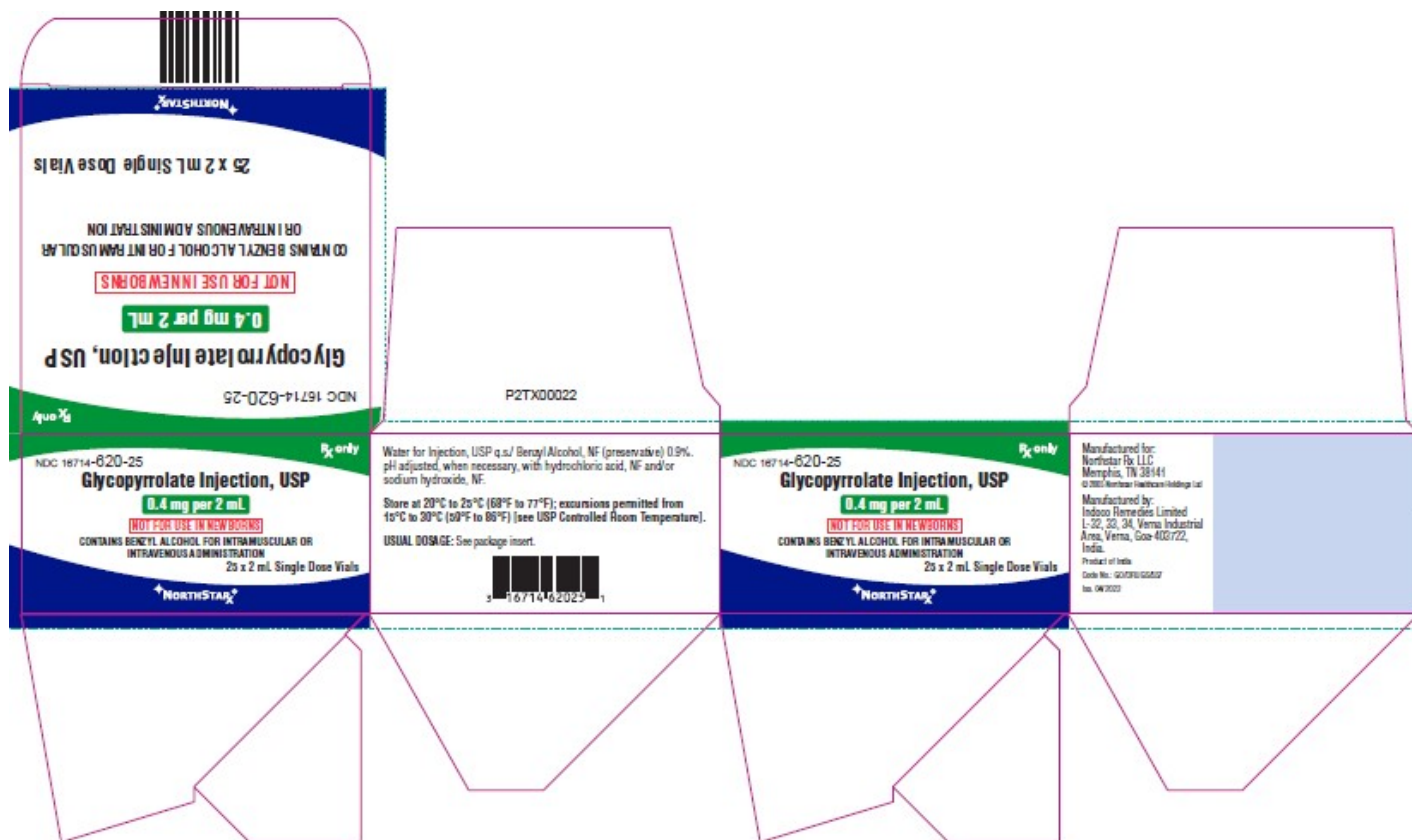 NORTHSTAR
25 x 2 mL Single Dose Vials
OR INTRAVENOUS ADMINISTRATION
CONTAINS BENZYL ALCOHOL FOR INTRAMUSCULAR
NOT FOR USE IN NEWBORNS
0.4 mg per 2 mL
Glycopyrrolate Injection, USP
NDC 16714-620-25
Rx only
P2TX00022
Rx only
NDC 16714-620-25
Glycopyrrolate Injection, USP
0.4 mg per 2 mL
NOT FOR USE IN NEWBORNS
CONTAINS BENZYL ALCOHOL FOR INTRAMUSCULAR OR
INTRAVENOUS ADMINISTRATION
25 x 2 mL Single Dose Vials
NORTHSTAR
Water for Injection, USP q.s./ Benzyl Alcohol, NF (preservative) 0.9%.
pH adjusted, when necessary, with hydrochloric acid, NF and/or
sodium hydroxide, NF.
Store at 20°C to 25°C (68°F to 77°F); excursions permitted from
15°C to 30°C (59°F to 86°F) [see USP Controlled Room Temperature].
USUAL DOSAGE: See package insert.
3 16714 62025 1
Rx only
NDC 16714-620-25
Glycopyrrolate Injection, USP
0.4 mg per 2 mL
NOT FOR USE IN NEWBORNS
CONTAINS BENZYL ALCOHOL FOR INTRAMUSCULAR OR
INTRAVENOUS ADMINISTRATION
25 x 2 mL Single Dose Vials
NORTHSTAR
Manufactured for:
Northstar Rx LLC
Memphis, TN 38141
Northstar Healthcare Holdings Ltd
Manufactured by:
Indoco Remedies Limited
L-32, 33, 34, Verna Industrial
Area, Verna, Goa-403722,
India.
Product of India
Code No.:
Iss. 04/2022